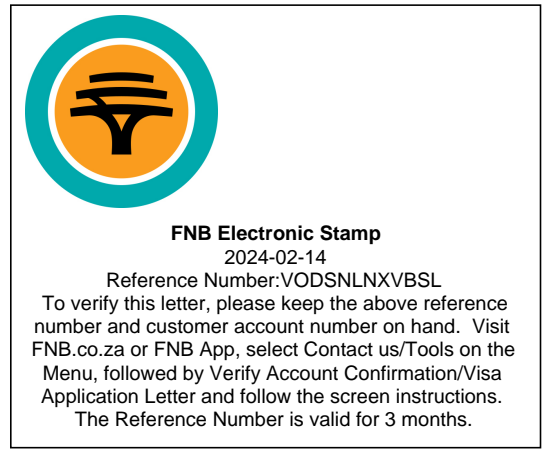 FNB Electronic Stamp
2024-02-14
Reference Number:VODSNLNXVBSL
To verify this letter, please keep the above reference
number and customer account number on hand.  Visit
FNB.co.za or FNB App, select Contact us/Tools on the
Menu, followed by Verify Account Confirmation/Visa
Application Letter and follow the screen instructions.
The Reference Number is valid for 3 months.